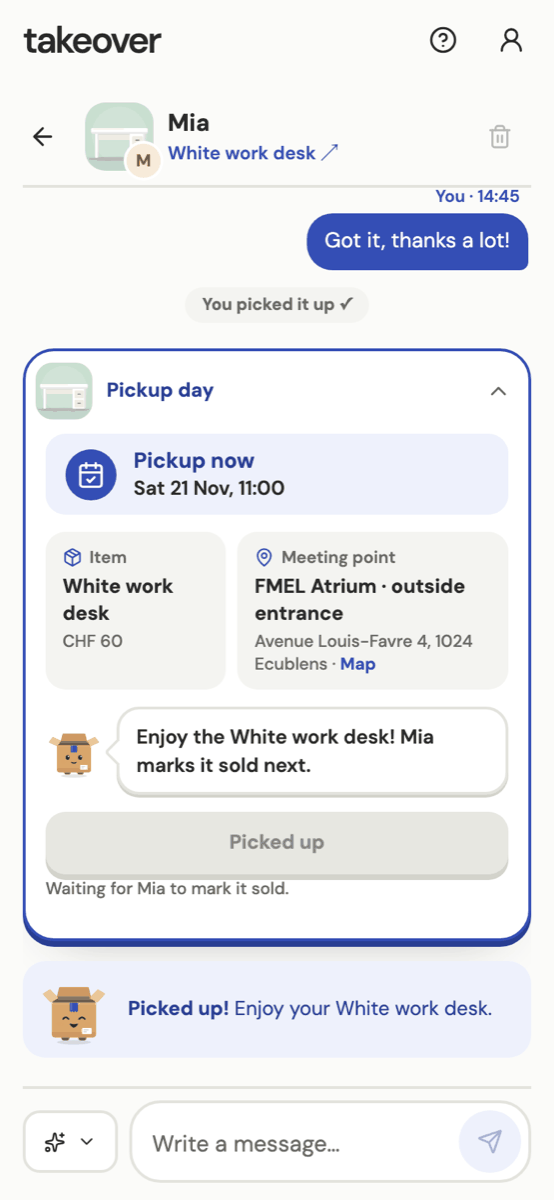 takeover
Mia
M
White work desk ↗
You · 14:45
Got it, thanks a lot!
You picked it up ✓
Pickup day
Pickup now
Sat 21 Nov, 11:00
Item
White work
desk
CHF 60
Meeting point
FMEL Atrium · outside
entrance
Avenue Louis-Favre 4, 1024
Ecublens · Map
Enjoy the White work desk! Mia
marks it sold next.
Picked up
Waiting for Mia to mark it sold.
Picked up! Enjoy your White work desk.
Write a message...